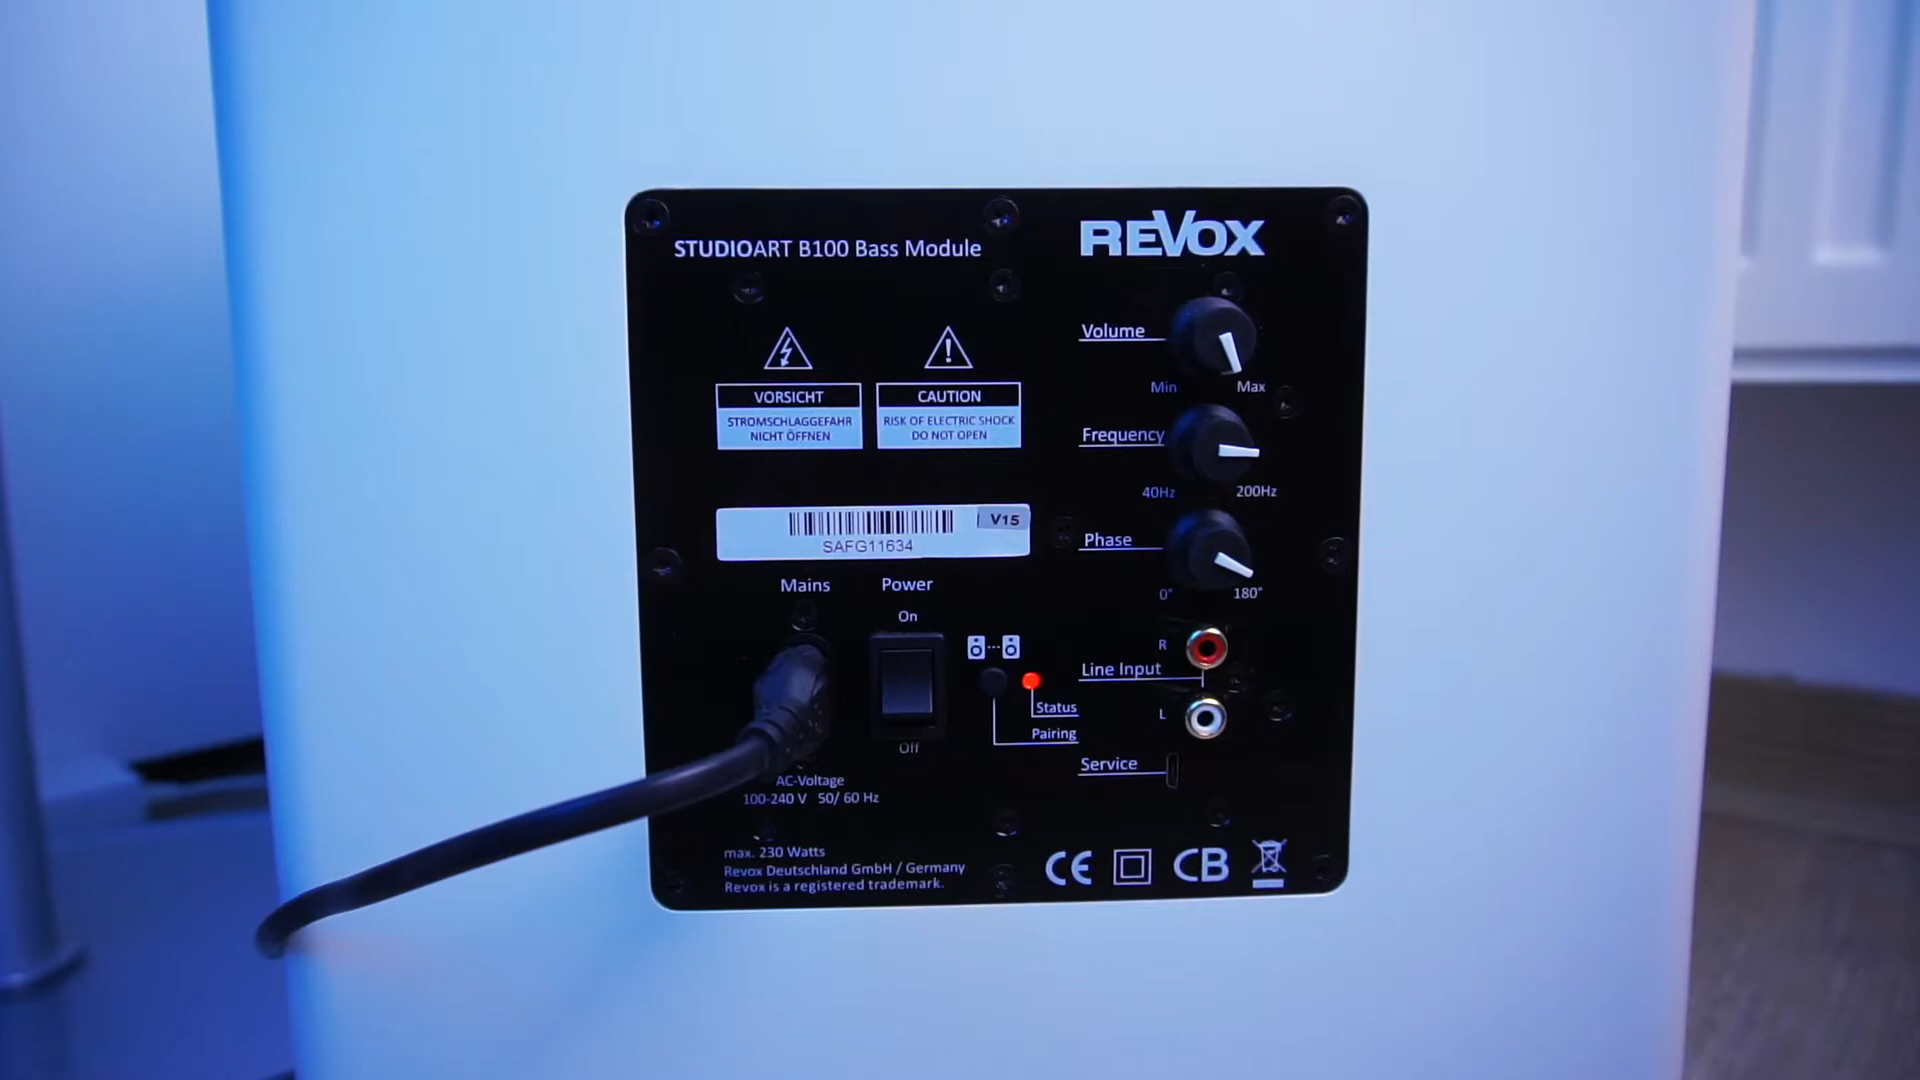 STUDIOART B100 Bass Module
REVOX
VORSICHT
STROMSCHLAGGEFAHR
NICHT ÖFFNEN
CAUTION
RISK OF ELECTRIC SHOCK
DO NOT OPEN
Volume
Min Max
Frequency
40Hz 200Hz
Phase
0° 180°
V15
SAFG11634
Mains
Power
On
Off
Status
Pairing
R
Line Input
L
Service
AC-Voltage
100-240 V 50/ 60 Hz
max. 230 Watts
Revox Deutschland GmbH / Germany
Revox is a registered trademark.
CE
CB